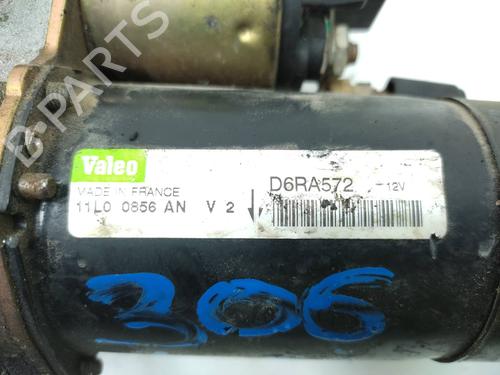 B-PARTS
Valeo
MADE IN FRANCE
11L0 0856 AN V 2
D6RA572 12V
306